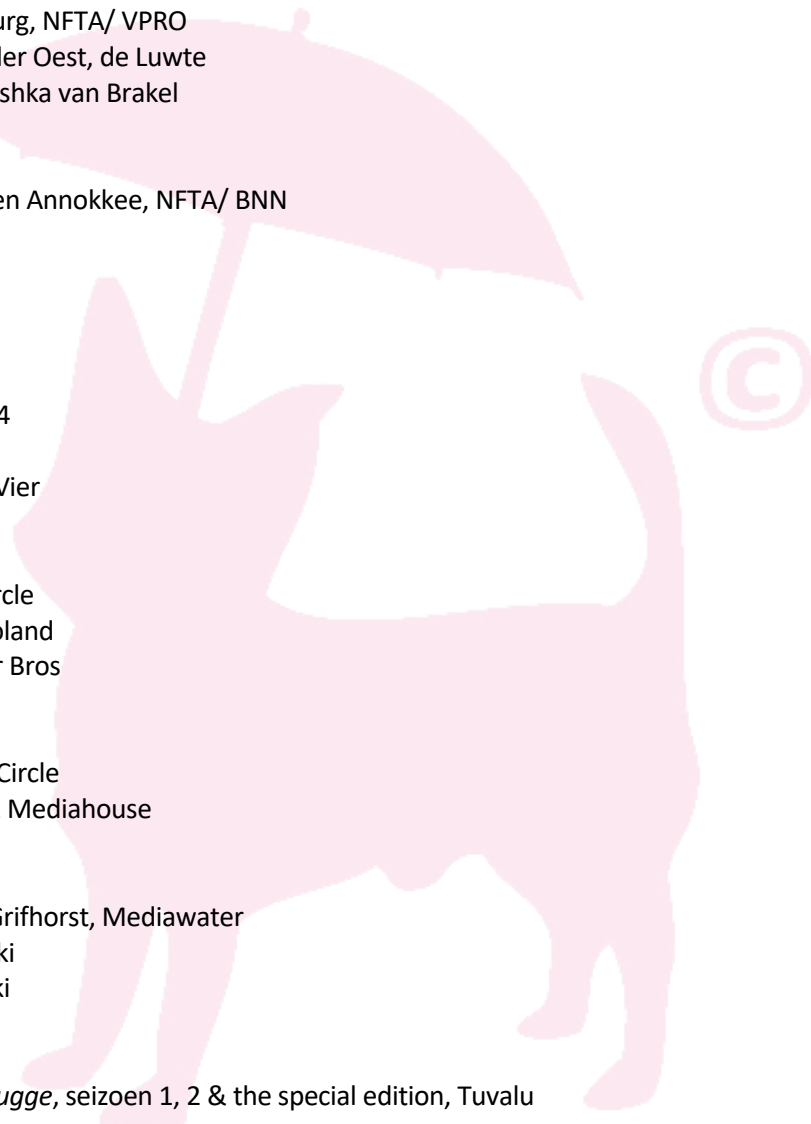 urg, NFTA/ VPRO
der Oest, de Luwte
shka van Brakel
en Annokkee, NFTA/ BNN
©
4
Vier
rcle
oland
r Bros
Circle
Mediahouse
Grifhorst, Mediawater
ki
ki
ugge, seizoen 1, 2 & the special edition, Tuvalu